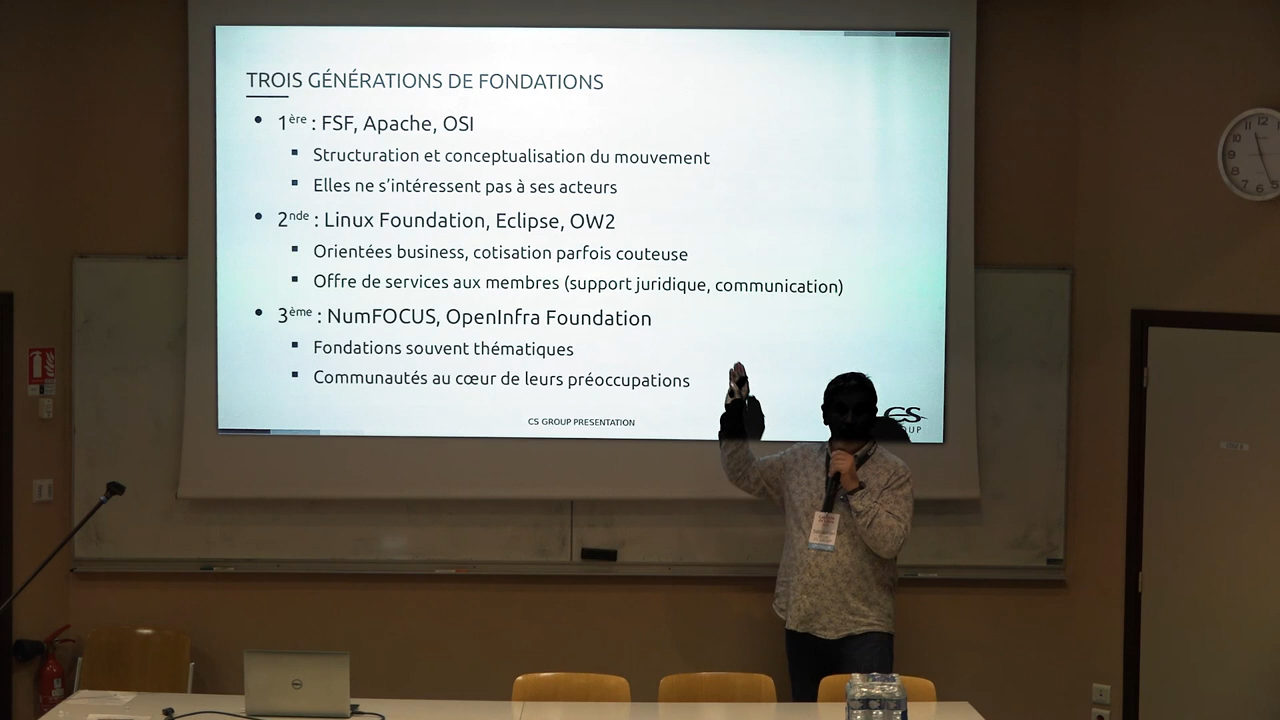 TROIS GÉNÉRATIONS DE FONDATIONS
• 1ère : FSF, Apache, OSI
▪ Structuration et conceptualisation du mouvement
▪ Elles ne s'intéressent pas à ses acteurs
• 2nde : Linux Foundation, Eclipse, OW2
▪ Orientées business, cotisation parfois couteuse
▪ Offre de services aux membres (support juridique, communication)
• 3ème : NumFOCUS, OpenInfra Foundation
▪ Fondations souvent thématiques
▪ Communautés au cœur de leurs préoccupations
CS GROUP PRESENTATION
CS
DELL